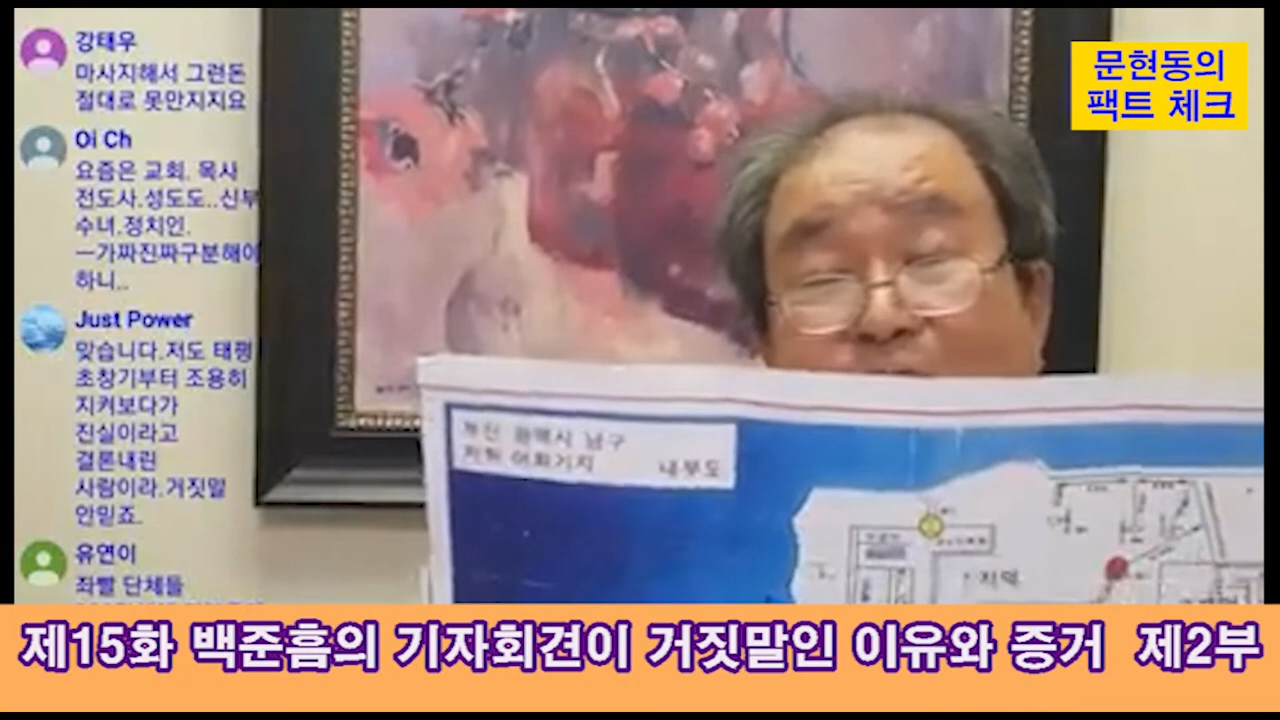 강태우
마사지해서 그런돈
절대로 못만지지요
Oi Ch
요즘은 교회. 목사
전도사.성도도..신부
수녀.정치인.
ㅡ가짜진짜구분해야
하니..
Just Power
맞습니다.저도 태평
초창기부터 조용히
지켜보다가
진실이라고
결론내린
사람이라.거짓말
안믿죠.
유연이
좌빨 단체들
문현동의
팩트 체크
부산 광역시 남구
지하 어뢰기지 내부도
지역
제15화 백준흠의 기자회견이 거짓말인 이유와 증거 제2부